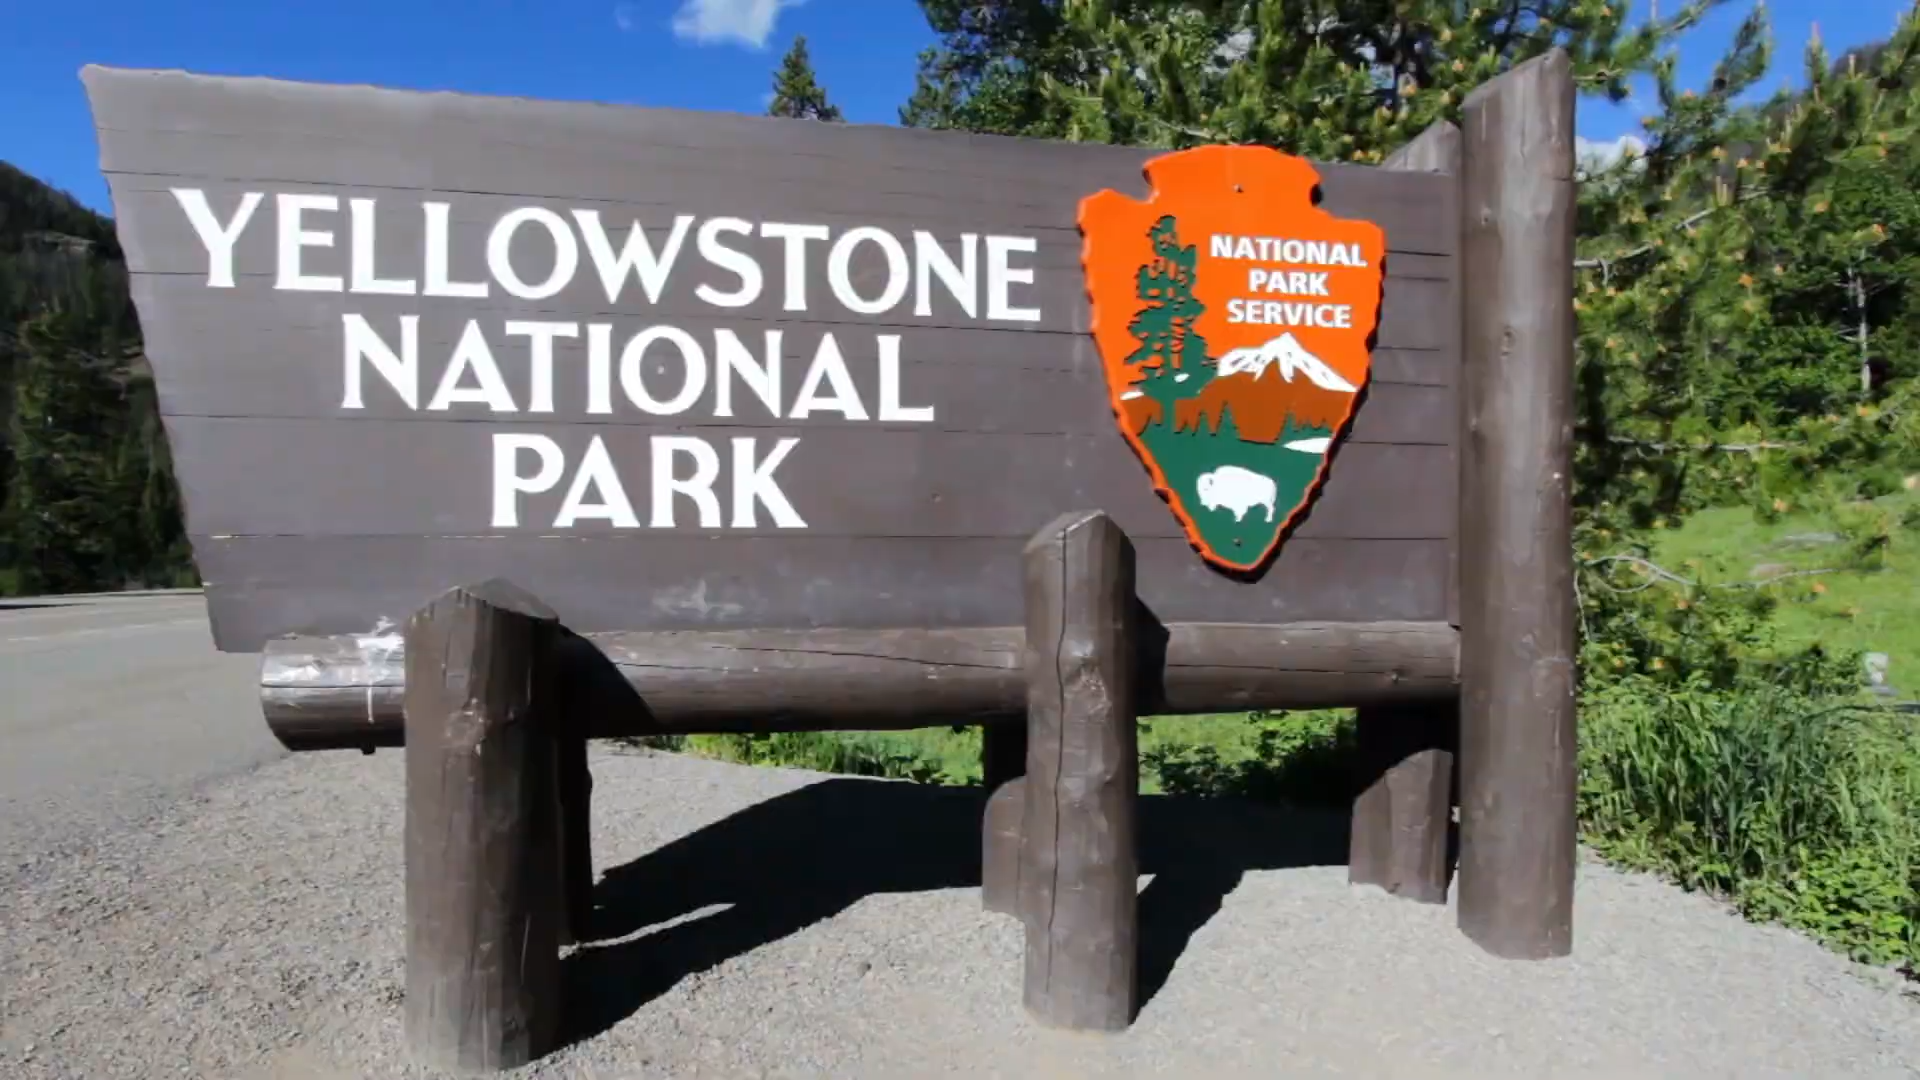 YELLOWSTONE
NATIONAL
PARK
NATIONAL
PARK
SERVICE